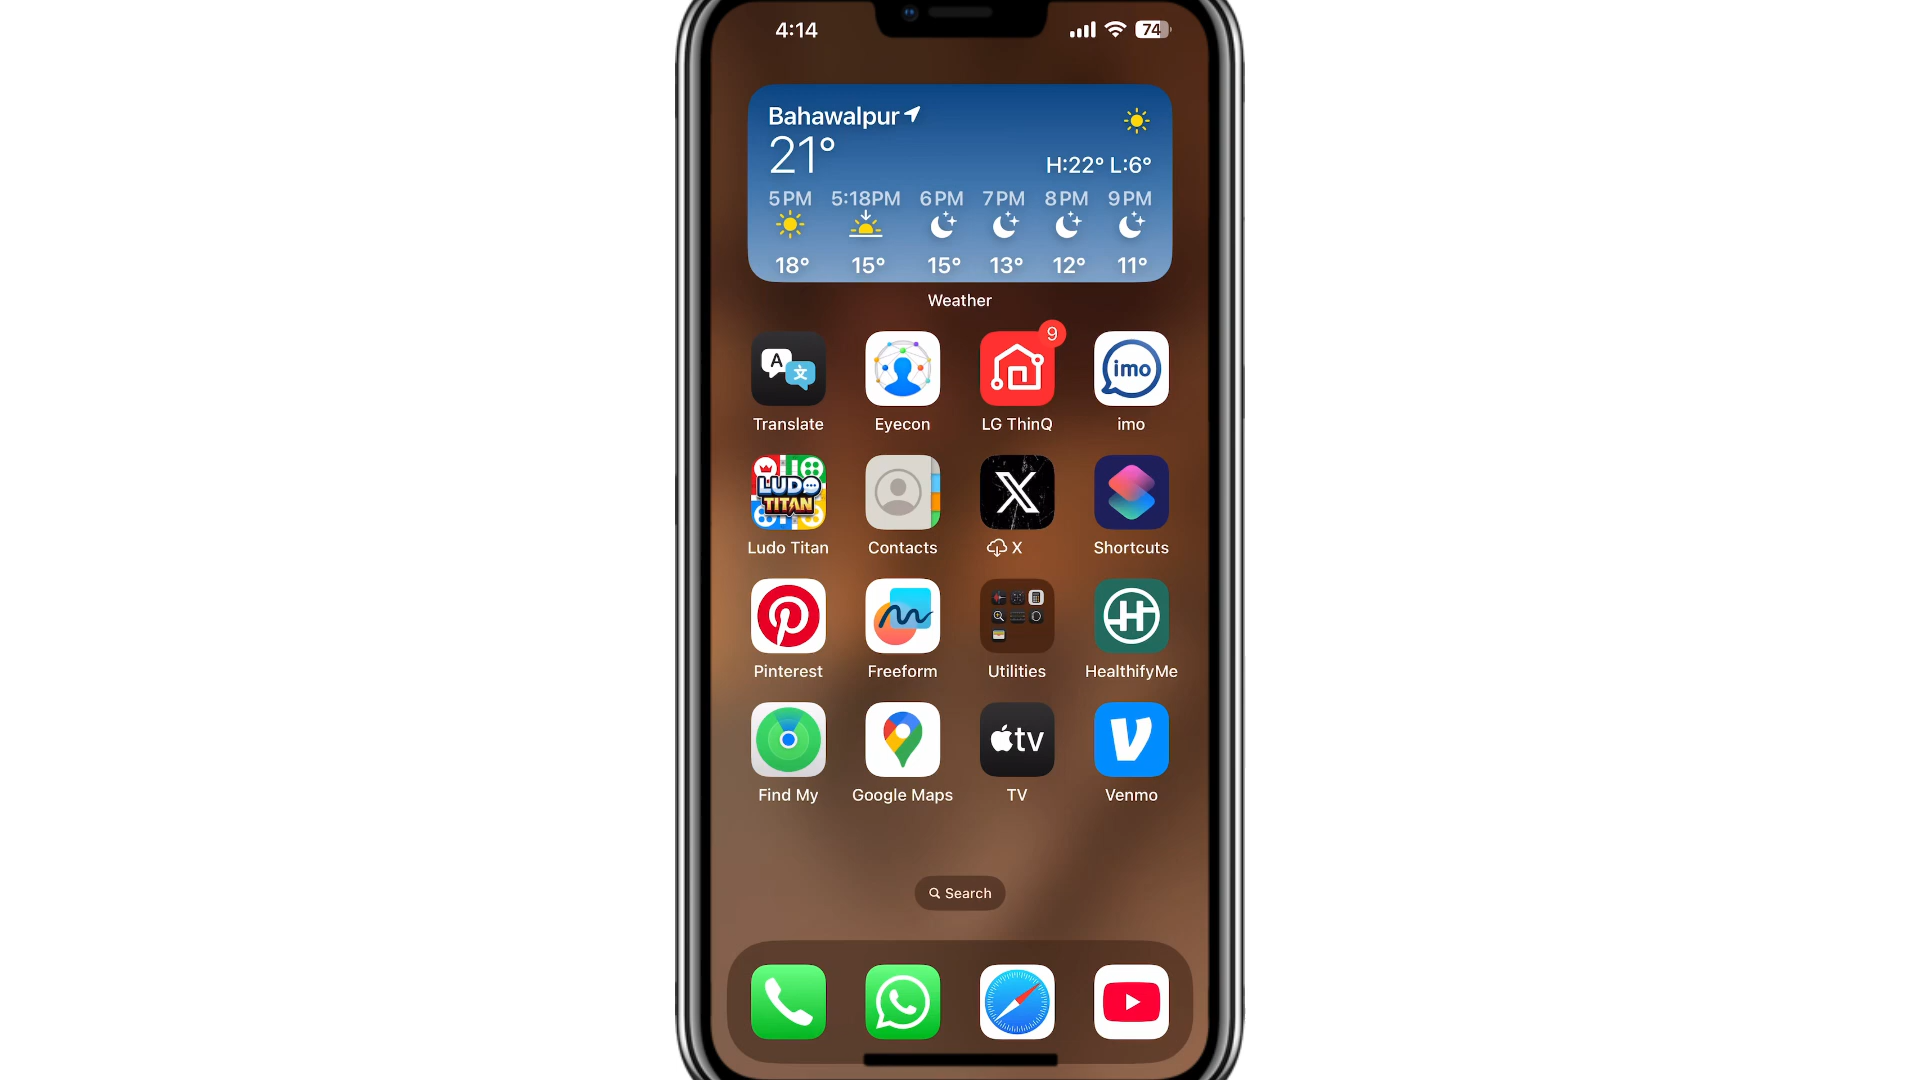 4:14
74
Bahawalpur
21°
H:22° L:6°
5PM 5:18PM 6PM 7PM 8PM 9PM
18° 15° 15° 13° 12° 11°
Weather
A 文
9
imo
Translate Eyecon LG ThinQ imo
LUDO
TITAN
Ludo Titan Contacts X Shortcuts
Pinterest Freeform Utilities HealthifyMe
tv
Find My Google Maps TV Venmo
Search